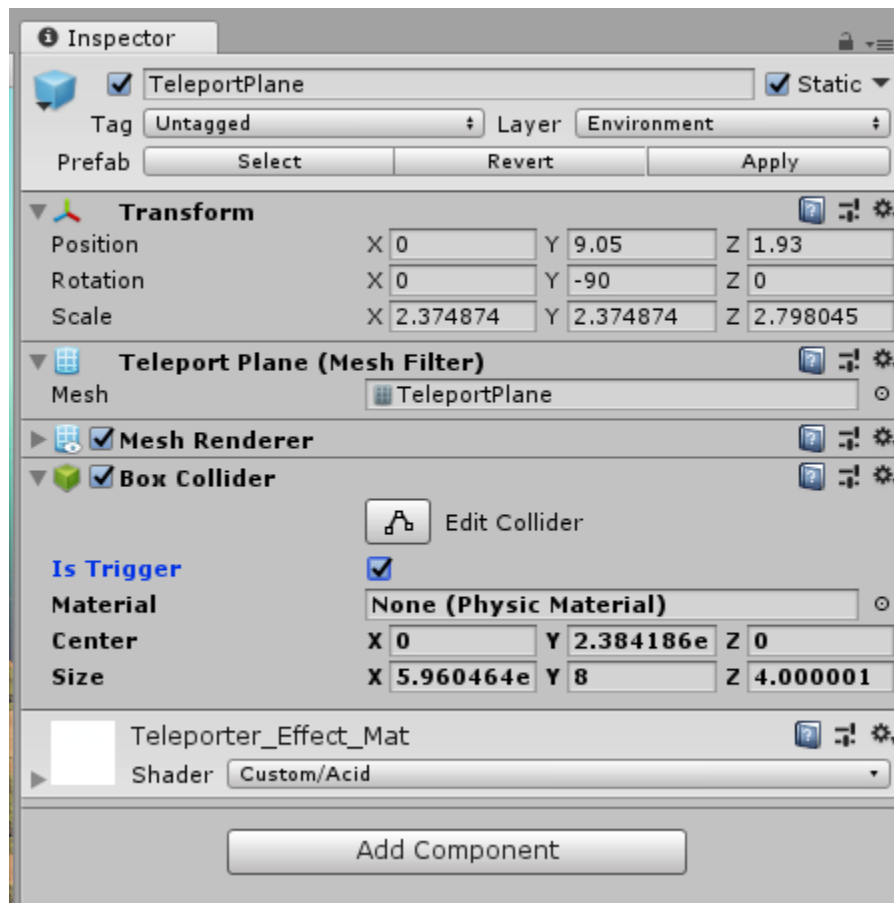 Inspector
TeleportPlane Static
Tag Untagged Layer Environment
Prefab Select Revert Apply
Transform
Position X 0 Y 9.05 Z 1.93
Rotation X 0 Y -90 Z 0
Scale X 2.374874 Y 2.374874 Z 2.798045
Teleport Plane (Mesh Filter)
Mesh TeleportPlane
Mesh Renderer
Box Collider
Edit Collider
Is Trigger
Material None (Physic Material)
Center X 0 Y 2.384186e Z 0
Size X 5.960464e Y 8 Z 4.000001
Teleporter_Effect_Mat
Shader Custom/Acid
Add Component